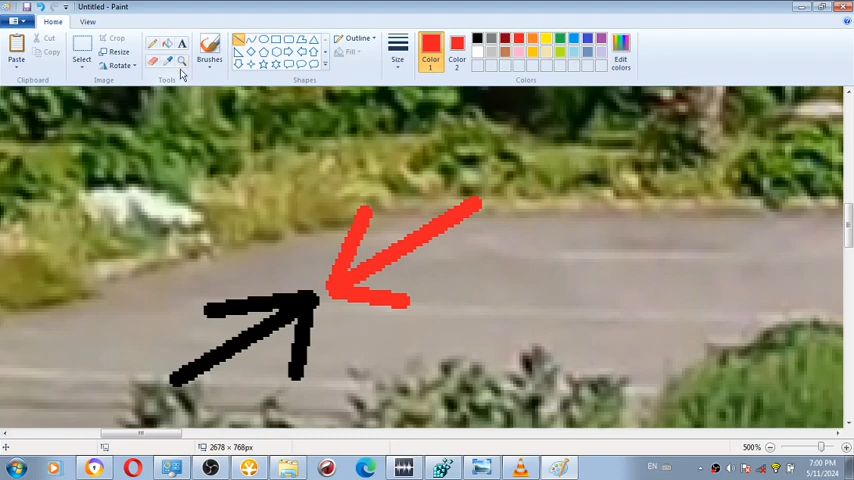 Untitled - Paint
Home
View
Paste
Cut
Copy
Clipboard
Select
Crop
Resize
Rotate
Image
Tools
Brushes
Outline
Fill
Shapes
Size
Color 1
Color 2
Edit colors
Colors
2678 × 768px
500%
EN
7:00 PM
5/11/2024